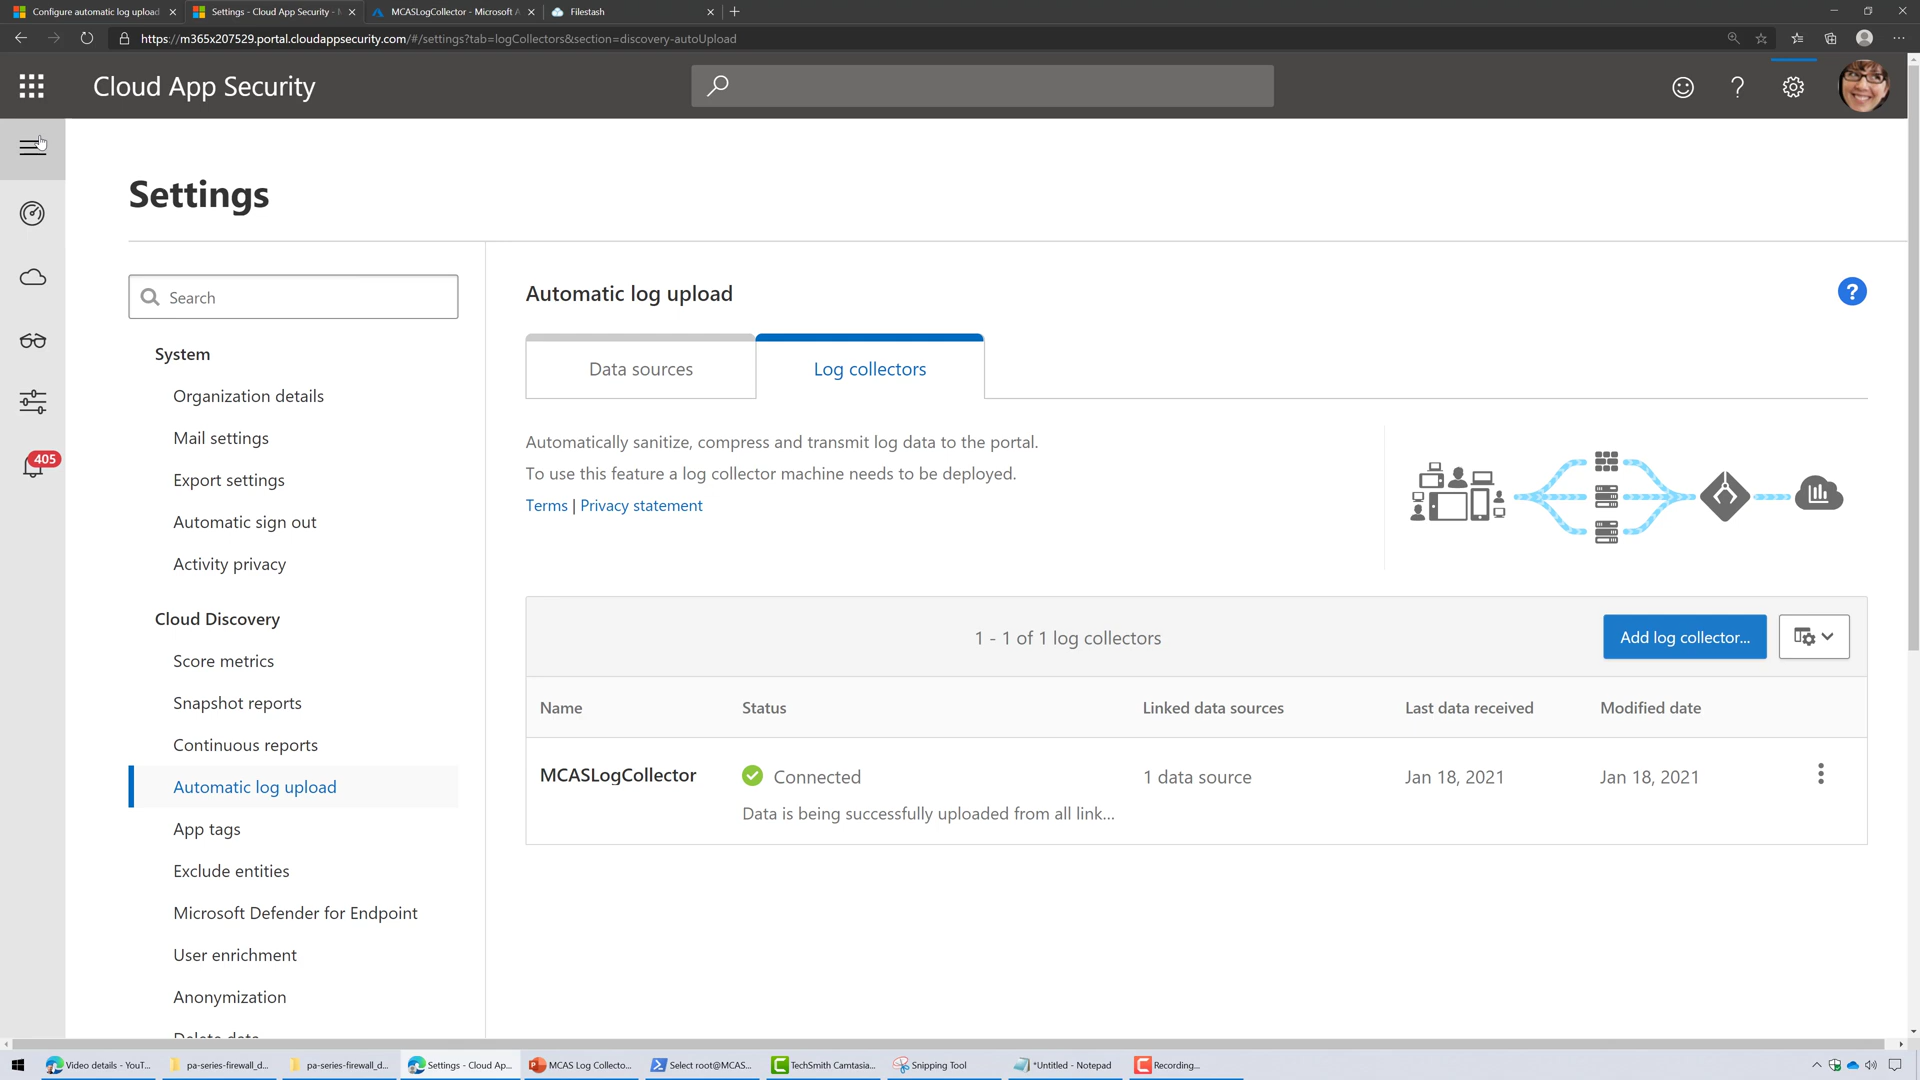 Configure automatic log upload
Settings - Cloud App Security -
MCASLogCollector - Microsoft A
Filestash
https://m365x207529.portal.cloudappsecurity.com/#/settings?tab=logCollectors&section=discovery-autoUpload
Cloud App Security
Settings
Search
System
Organization details
Mail settings
Export settings
Automatic sign out
Activity privacy
Cloud Discovery
Score metrics
Snapshot reports
Continuous reports
Automatic log upload
App tags
Exclude entities
Microsoft Defender for Endpoint
User enrichment
Anonymization
Delete data
405
Automatic log upload
?
Data sources
Log collectors
Automatically sanitize, compress and transmit log data to the portal.
To use this feature a log collector machine needs to be deployed.
Terms | Privacy statement
1 - 1 of 1 log collectors
Add log collector...
Name Status Linked data sources Last data received Modified date
MCASLogCollector Connected 1 data source Jan 18, 2021 Jan 18, 2021
Data is being successfully uploaded from all link...
Video details - YouT...
pa-series-firewall_d...
pa-series-firewall_d...
Settings - Cloud Ap...
MCAS Log Collecto...
Select root@MCAS...
TechSmith Camtasia...
Snipping Tool
*Untitled - Notepad
Recording...